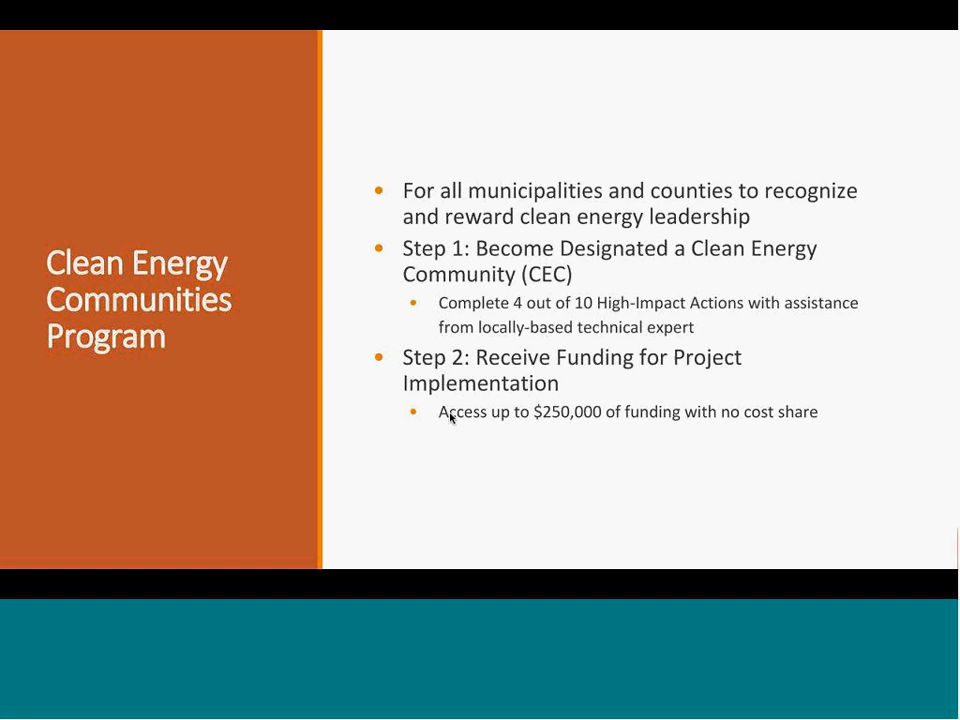 Clean Energy
Communities
Program
• For all municipalities and counties to recognize
and reward clean energy leadership
• Step 1: Become Designated a Clean Energy
Community (CEC)
• Complete 4 out of 10 High-Impact Actions with assistance
from locally-based technical expert
• Step 2: Receive Funding for Project
Implementation
• Access up to $250,000 of funding with no cost share